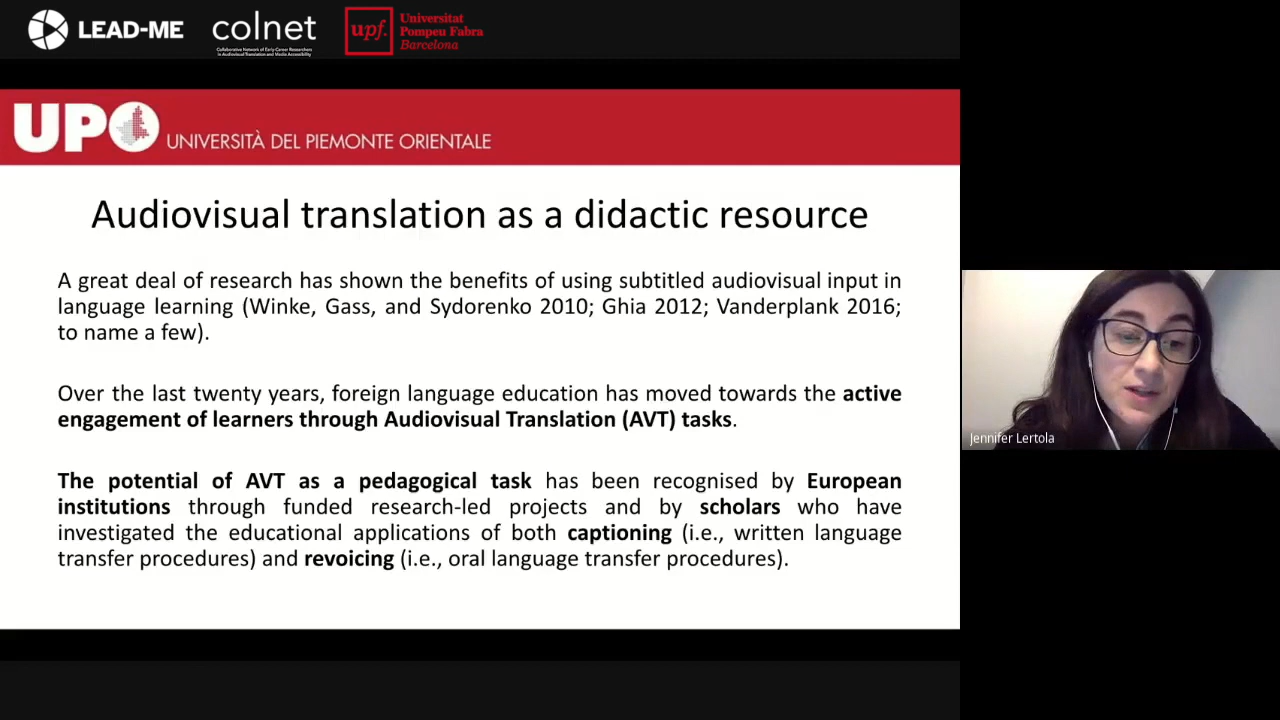 LEAD-ME
colnet
Collaborative Network of Early Career Researchers
in Audiovisual Translation and Media Accessibility
upf.
Universitat
Pompeu Fabra
Barcelona
UPO
UNIVERSITÀ DEL PIEMONTE ORIENTALE
Audiovisual translation as a didactic resource
A great deal of research has shown the benefits of using subtitled audiovisual input in
language learning (Winke, Gass, and Sydorenko 2010; Ghia 2012; Vanderplank 2016;
to name a few).
Over the last twenty years, foreign language education has moved towards the active
engagement of learners through Audiovisual Translation (AVT) tasks.
The potential of AVT as a pedagogical task has been recognised by European
institutions through funded research-led projects and by scholars who have
investigated the educational applications of both captioning (i.e., written language
transfer procedures) and revoicing (i.e., oral language transfer procedures).
Jennifer Lertola